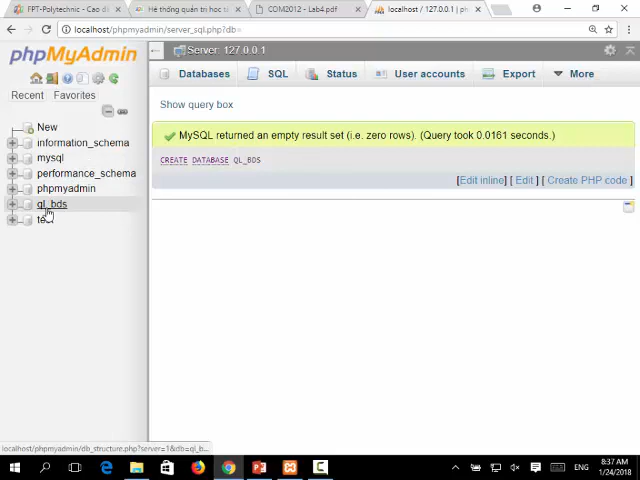 FPT-Polytechnic - Cao đ
Hệ thống quản trị học t
COM2012 - Lab4.pdf
localhost / 127.0.0.1 | ph
localhost/phpmyadmin/server_sql.php?db=
phpMyAdmin
Server: 127.0.0.1
Databases
SQL
Status
User accounts
Export
More
Recent
Favorites
Show query box
New
information_schema
mysql
performance_schema
phpmyadmin
ql_bds
MySQL returned an empty result set (i.e. zero rows). (Query took 0.0161 seconds.)
CREATE DATABASE QL_BDS
[Edit inline] [ Edit ] [ Create PHP code ]
localhost/phpmyadmin/db_structure.php?server=1&db=ql_b...
ENG
8:37 AM
1/24/2018